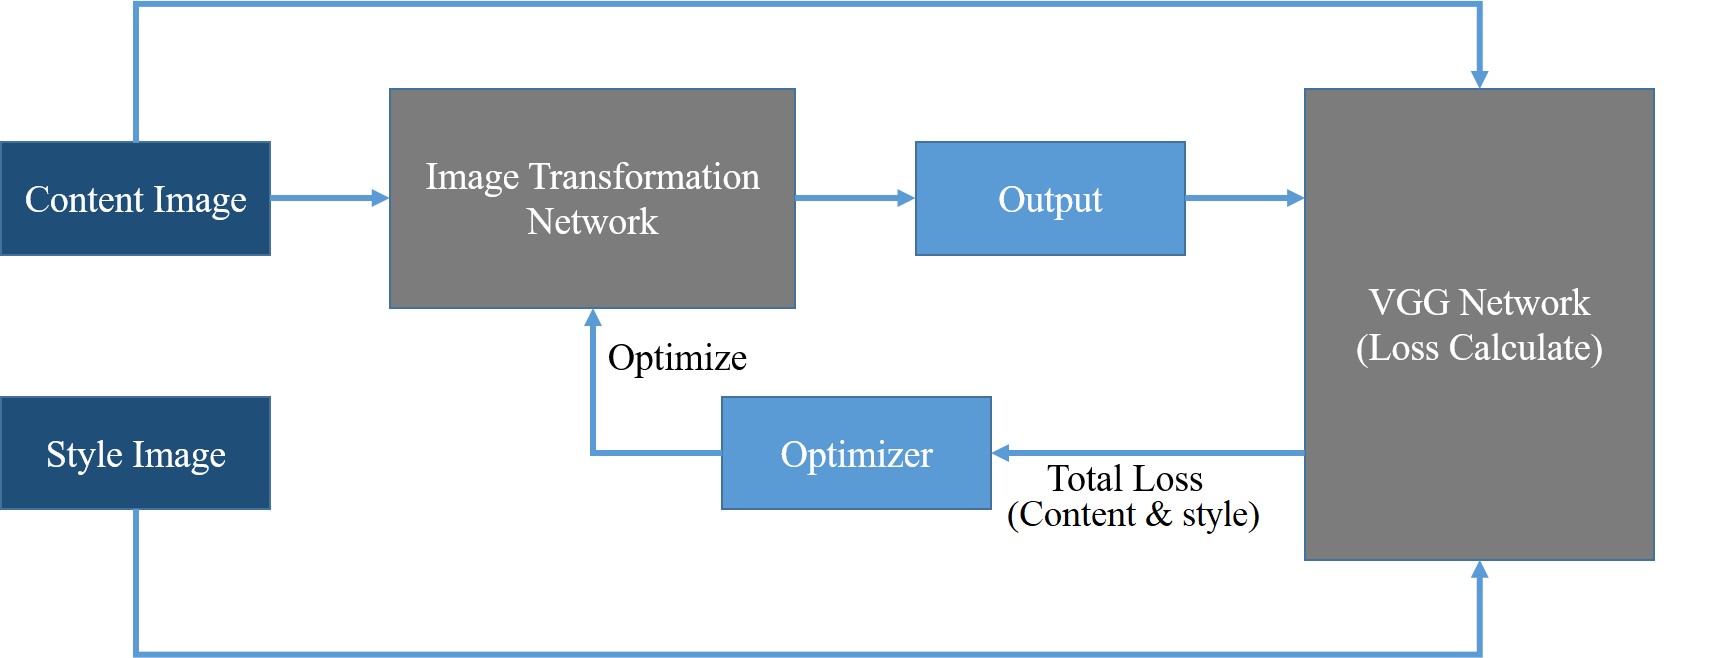 Content Image
Image Transformation
Network
Output
VGG Network
(Loss Calculate)
Optimize
Style Image
Optimizer
Total Loss
(Content & style)